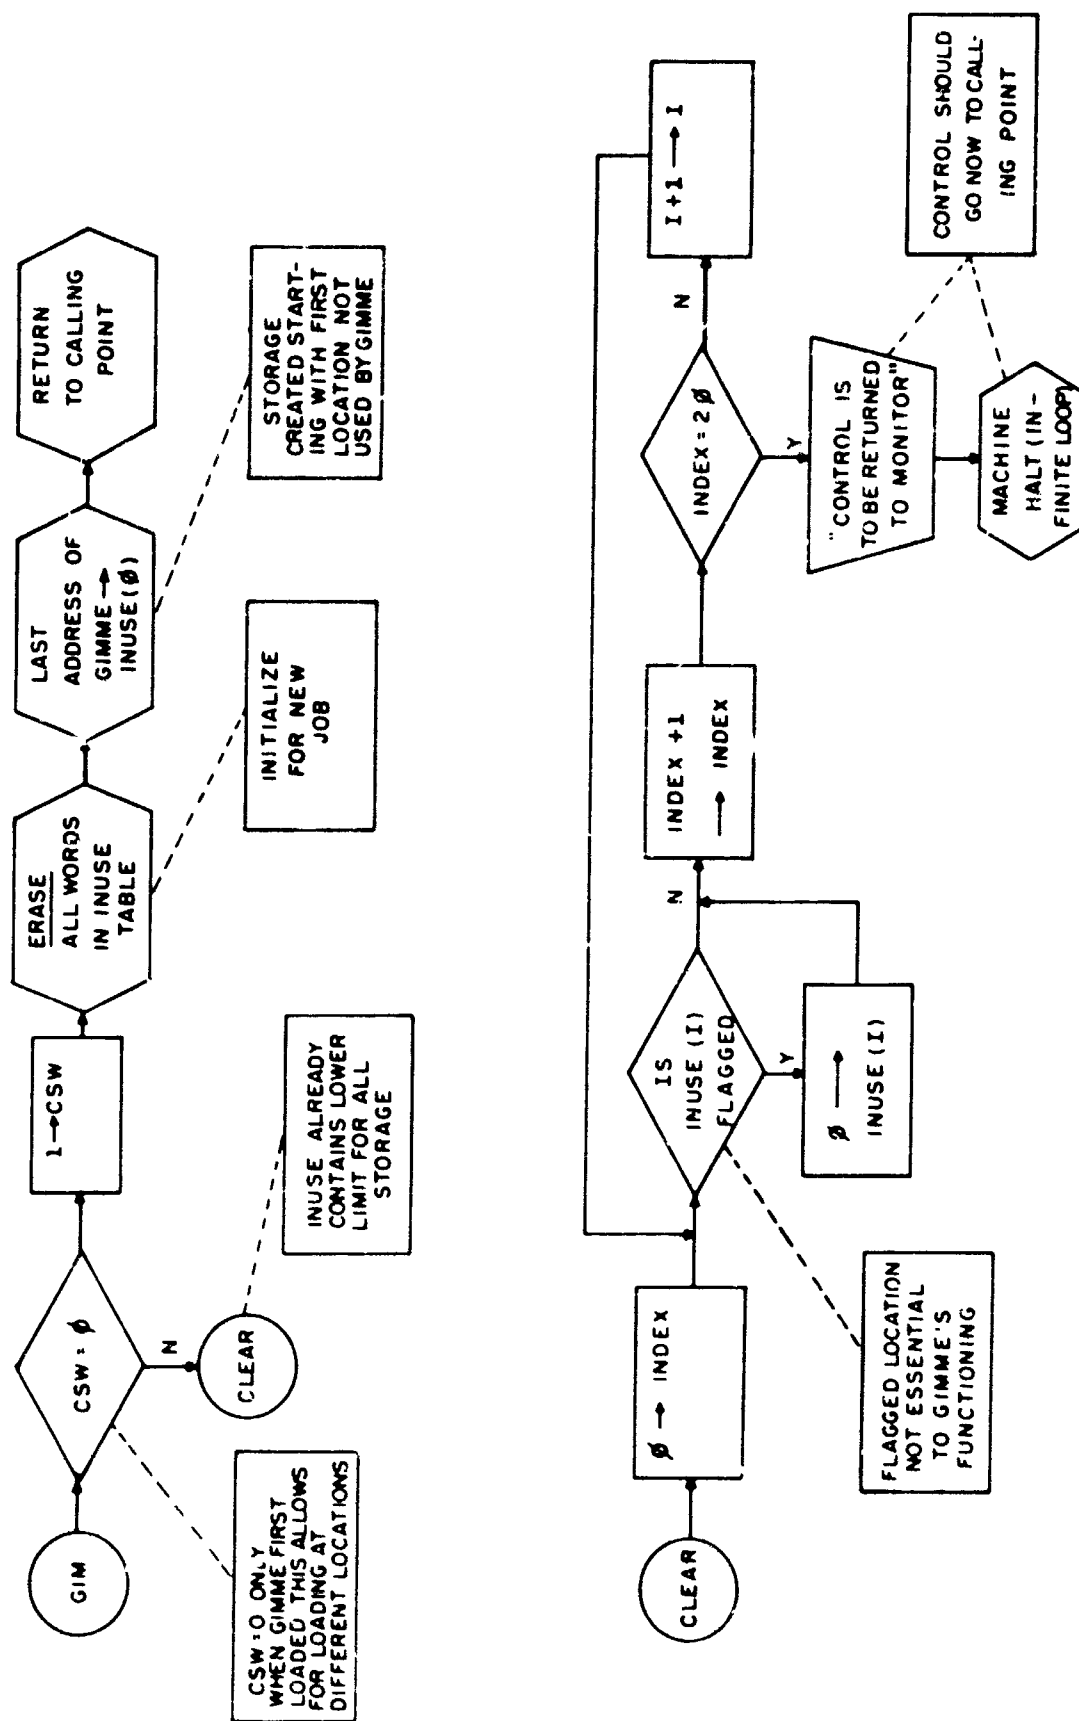 GIM
CSW = Ø
CSW = 0 ONLY
WHEN GIMME FIRST
LOADED THIS ALLOWS
FOR LOADING AT
DIFFERENT LOCATIONS
N
CLEAR
INUSE ALREADY
CONTAINS LOWER
LIMIT FOR ALL
STORAGE
1→CSW
ERASE
ALL WORDS
IN INUSE
TABLE
INITIALIZE
FOR NEW
JOB
LAST
ADDRESS OF
GIMME →
INUSE(Ø)
STORAGE
CREATED START-
ING WITH FIRST
LOCATION NOT
USED BY GIMME
RETURN
TO CALLING
POINT
CLEAR
Ø → INDEX
IS
INUSE (I)
FLAGGED
FLAGGED LOCATION
NOT ESSENTIAL
TO GIMME'S
FUNCTIONING
Y
Ø →
INUSE (I)
N
INDEX +1
→ INDEX
INDEX = 2Ø
N
I+1 → I
Y
"CONTROL IS
TO BE RETURNED
TO MONITOR"
MACHINE
HALT (IN-
FINITE LOOP)
CONTROL SHOULD
GO NOW TO CALL-
ING POINT